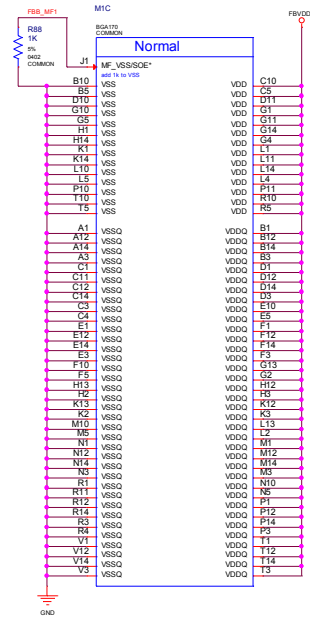 M1C
FBB_MF1
FBVDD
R88
1K
5%
0402
COMMON
BGA170
COMMON
Normal
J1 MF_VSS/SOE*
add 1k to VSS
B10 VSS VDD C10
B5 VSS VDD C5
D10 VSS VDD D11
G10 VSS VDD G1
G5 VSS VDD G11
H1 VSS VDD G14
H14 VSS VDD G4
K1 VSS VDD L1
K14 VSS VDD L11
L10 VSS VDD L14
L5 VSS VDD L4
P10 VSS VDD P11
T10 VSS VDD R10
T5 VSS VDD R5
A1 VSSQ VDDQ B1
A12 VSSQ VDDQ B12
A14 VSSQ VDDQ B14
A3 VSSQ VDDQ B3
C1 VSSQ VDDQ D1
C11 VSSQ VDDQ D12
C12 VSSQ VDDQ D14
C14 VSSQ VDDQ D3
C3 VSSQ VDDQ E10
C4 VSSQ VDDQ E5
E1 VSSQ VDDQ F1
E12 VSSQ VDDQ F12
E14 VSSQ VDDQ F14
E3 VSSQ VDDQ F3
F10 VSSQ VDDQ G13
F5 VSSQ VDDQ G2
H13 VSSQ VDDQ H12
H2 VSSQ VDDQ H3
K13 VSSQ VDDQ K12
K2 VSSQ VDDQ K3
M10 VSSQ VDDQ L13
M5 VSSQ VDDQ L2
N1 VSSQ VDDQ M1
N12 VSSQ VDDQ M12
N14 VSSQ VDDQ M14
N3 VSSQ VDDQ M3
R1 VSSQ VDDQ N10
R11 VSSQ VDDQ N5
R12 VSSQ VDDQ P1
R14 VSSQ VDDQ P12
R3 VSSQ VDDQ P14
R4 VSSQ VDDQ P3
V1 VSSQ VDDQ T1
V12 VSSQ VDDQ T12
V14 VSSQ VDDQ T14
V3 VSSQ VDDQ T3
GND